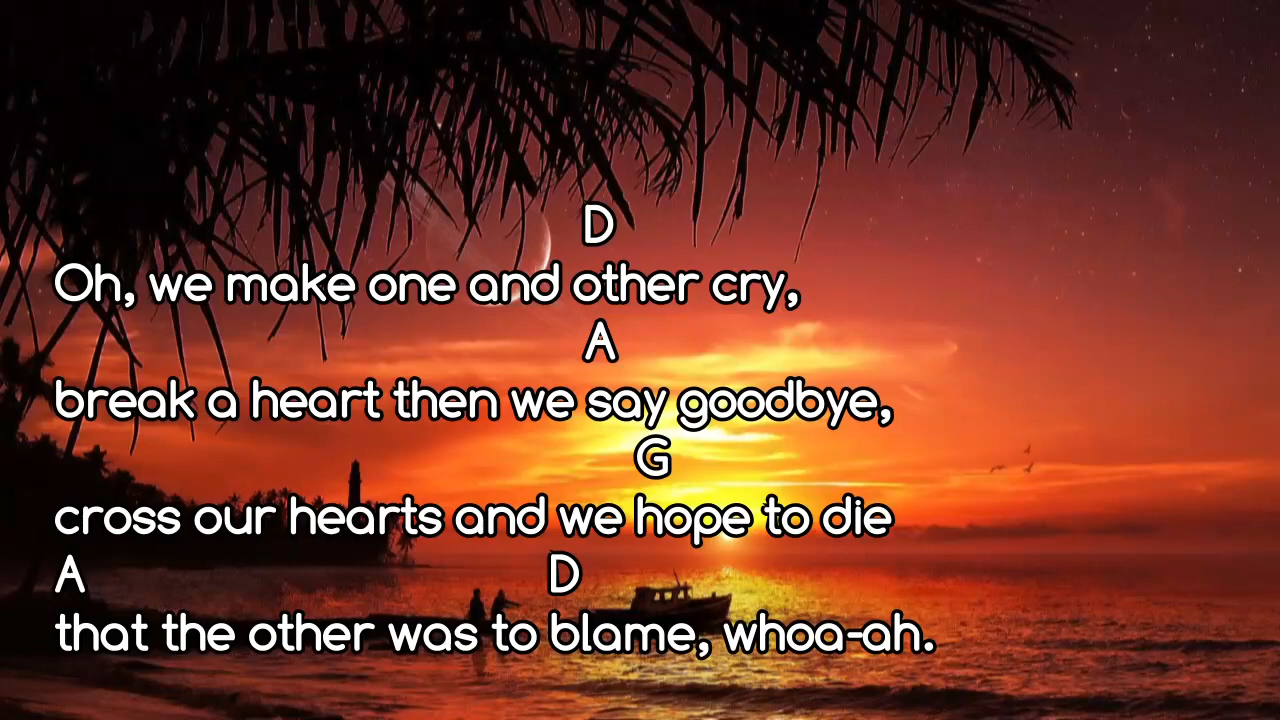 D
Oh, we make one and other cry,
A
break a heart then we say goodbye,
G
cross our hearts and we hope to die
A D
that the other was to blame, whoa-ah.